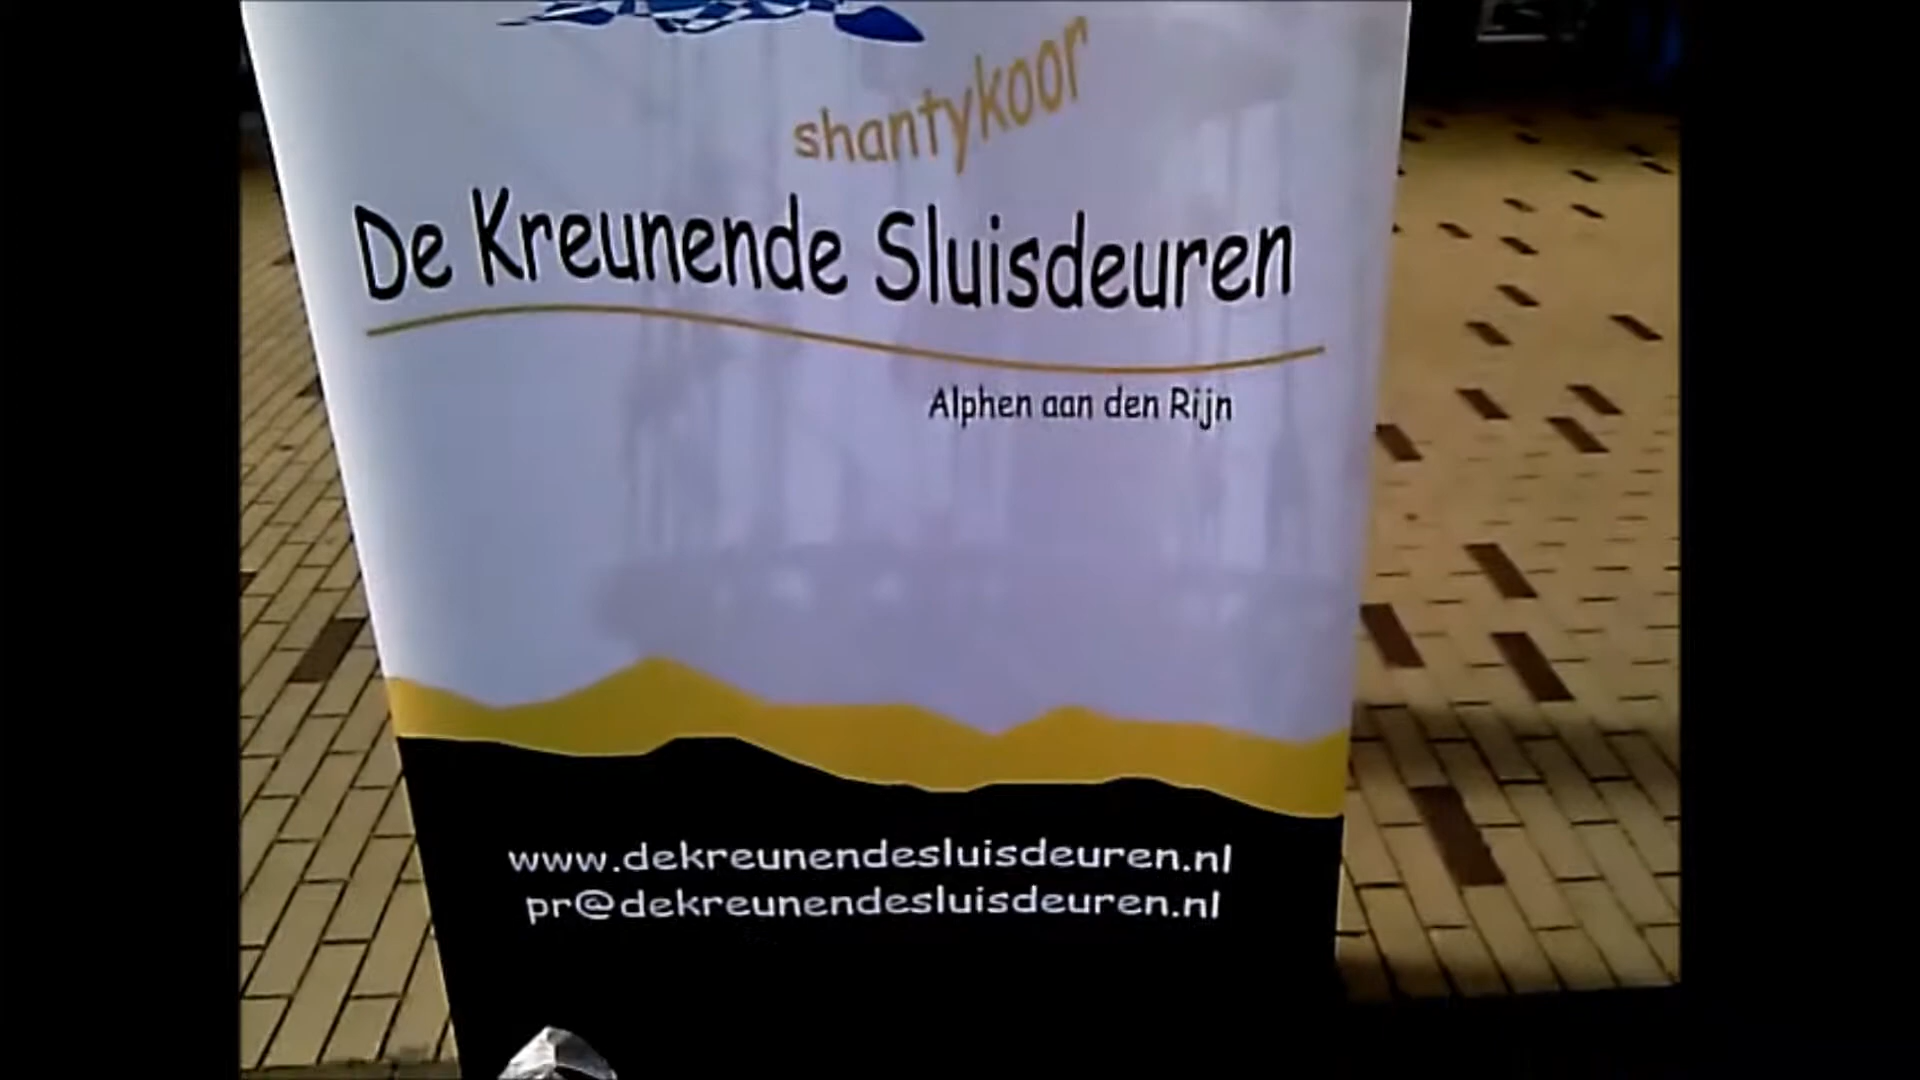 shantykoor
De Kreunende Sluisdeuren
Alphen aan den Rijn
www.dekreunendesluisdeuren.nl
pr@dekreunendesluisdeuren.nl